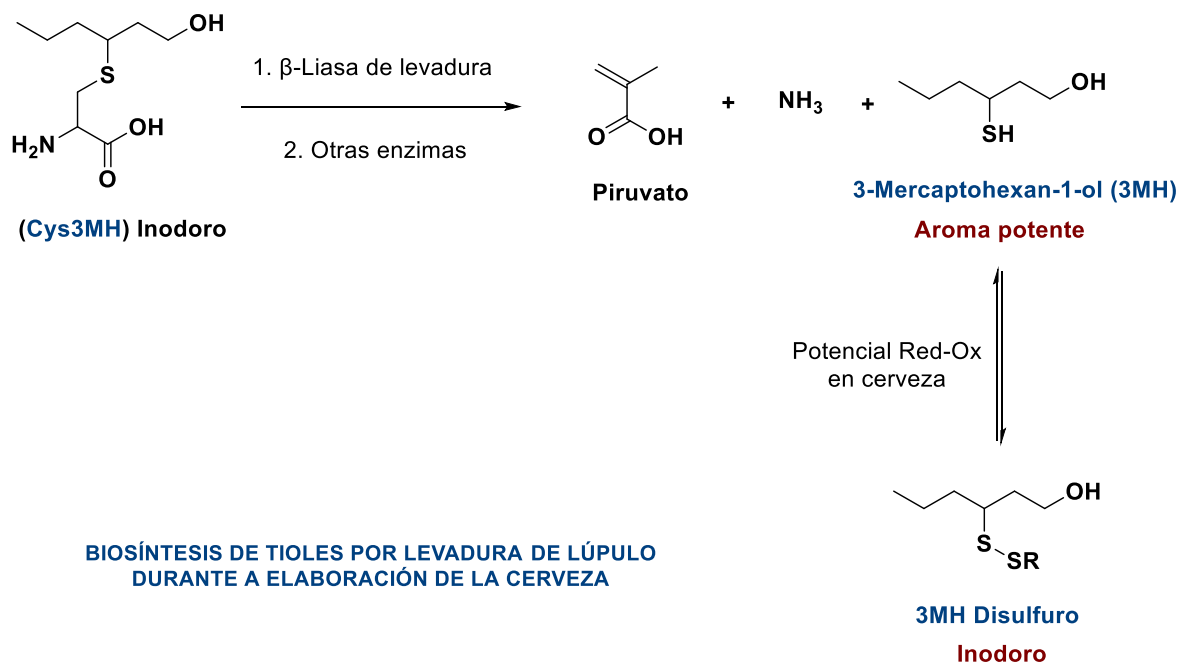 OH
S
H₂N
OH
O
(Cys3MH) Inodoro
1. β-Liasa de levadura
2. Otras enzimas
O
OH
Piruvato
+
NH₃
+
OH
SH
3-Mercaptohexan-1-ol (3MH)
Aroma potente
Potencial Red-Ox
en cerveza
OH
S
SR
3MH Disulfuro
Inodoro
BIOSÍNTESIS DE TIOLES POR LEVADURA DE LÚPULO
DURANTE A ELABORACIÓN DE LA CERVEZA